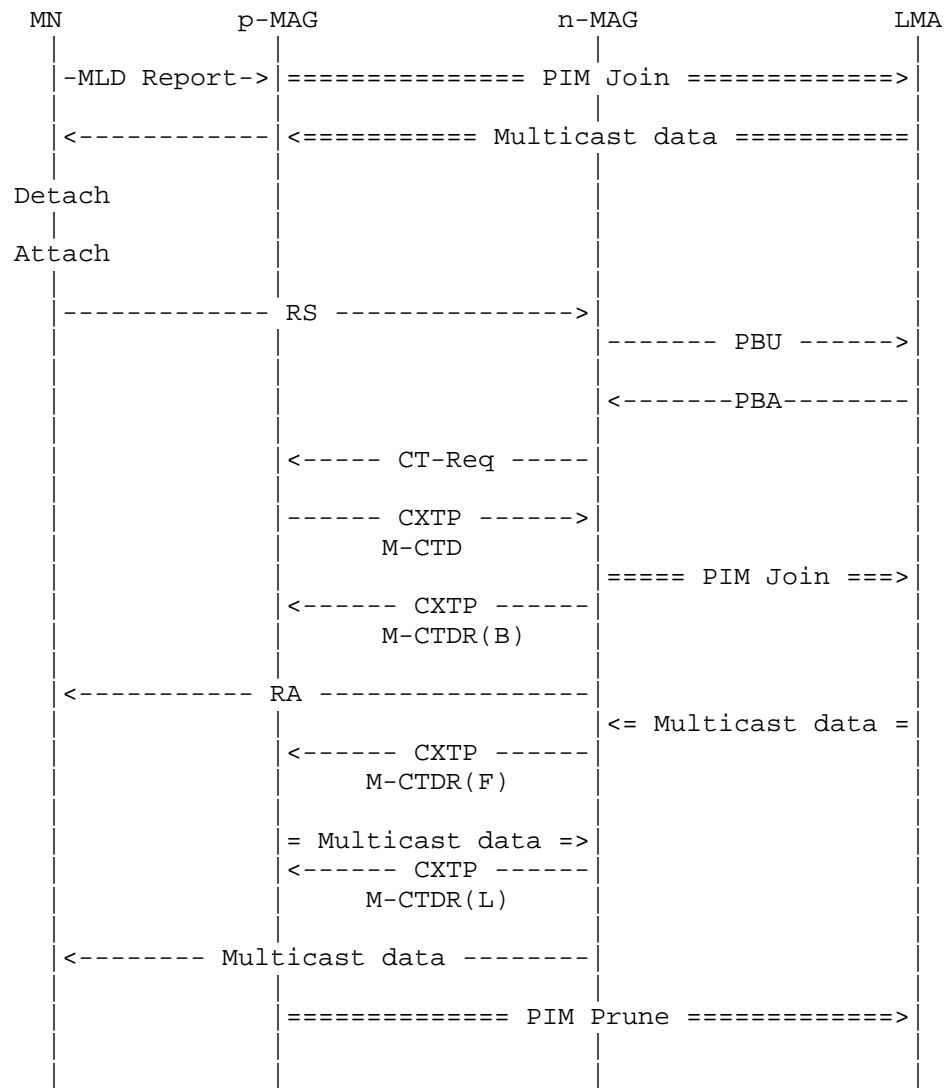 MN p-MAG n-MAG LMA
-MLD Report-> =============== PIM Join =============>
<------------ <=========== Multicast data ===========
Detach
Attach
------------- RS --------------->
------- PBU ------>
<-------PBA--------
<----- CT-Req -----
------ CXTP ------>
M-CTD
===== PIM Join ===>
<------ CXTP ------
M-CTDR(B)
<----------- RA -----------------
<= Multicast data =
<------ CXTP ------
M-CTDR(F)
= Multicast data =>
<------ CXTP ------
M-CTDR(L)
<-------- Multicast data --------
============== PIM Prune =============>